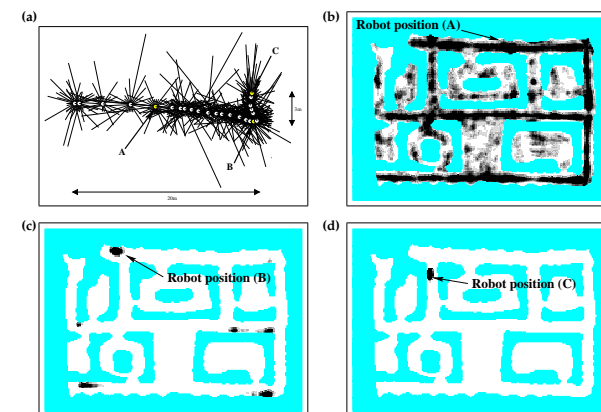 (a)
C
3m
A
B
20m
(b)
Robot position (A)
(c)
Robot position (B)
(d)
Robot position (C)